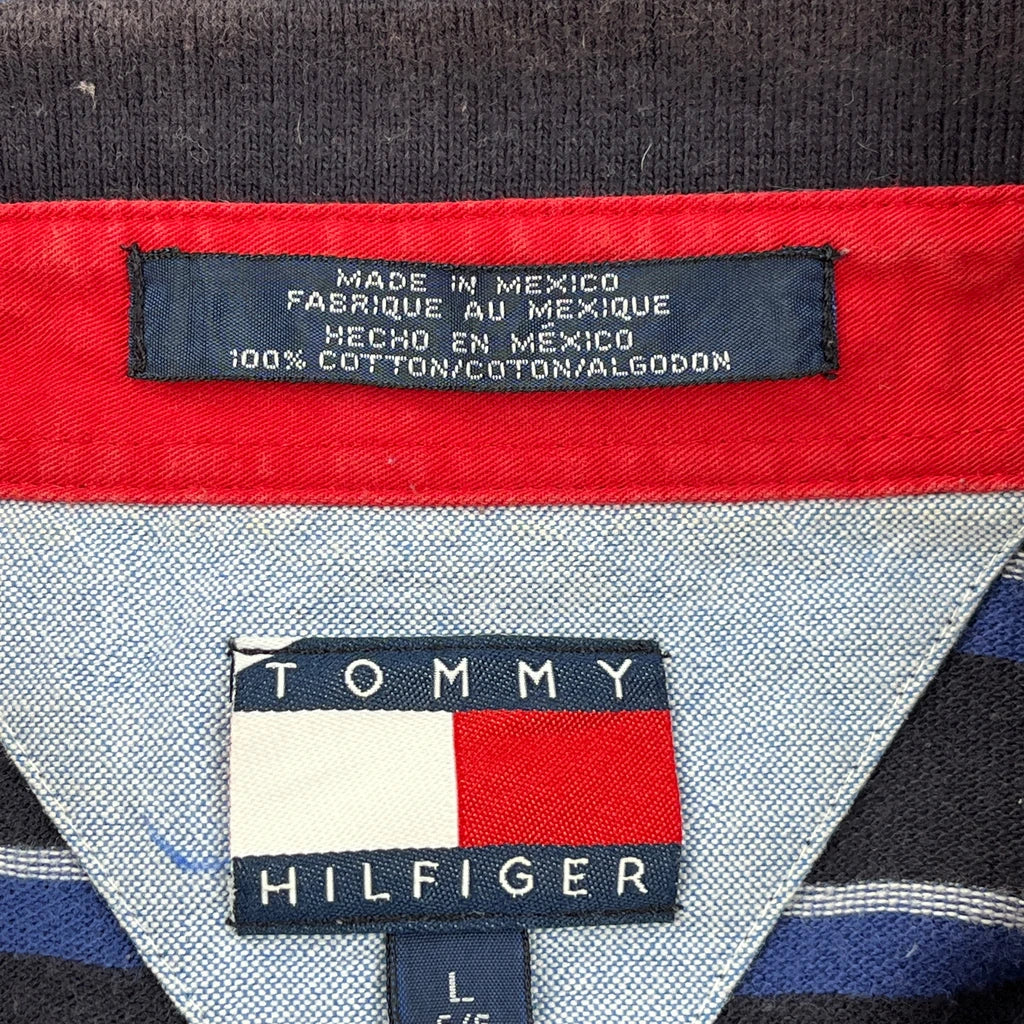 MADE IN MEXICO
FABRIQUE AU MEXIQUE
HECHO EN MÉXICO
100% COTTON/COTON/ALGODON
TOMMY
HILFIGER
L